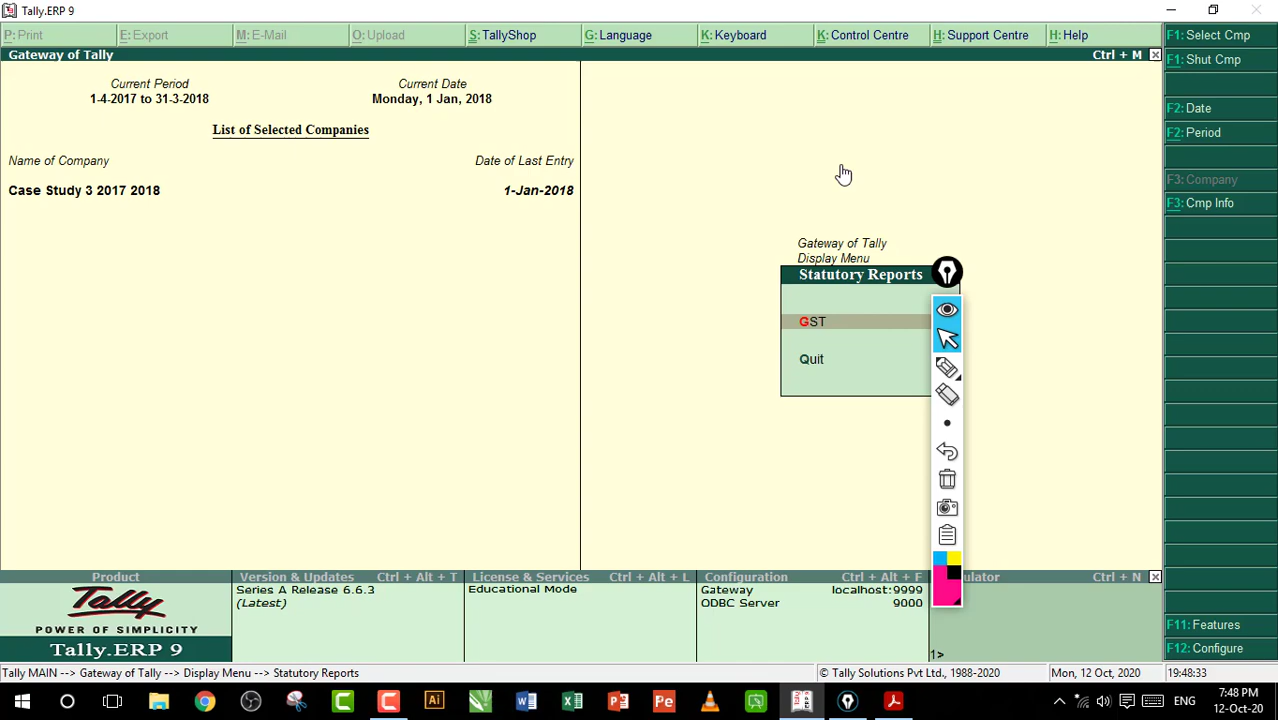 Tally.ERP 9
P: Print
E: Export
M: E-Mail
O: Upload
S: TallyShop
G: Language
K: Keyboard
K: Control Centre
H: Support Centre
H: Help
F1: Select Cmp
F1: Shut Cmp
F2: Date
F2: Period
F3: Company
F3: Cmp Info
F11: Features
F12: Configure
Gateway of Tally
Ctrl + M
Current Period
1-4-2017 to 31-3-2018
Current Date
Monday, 1 Jan, 2018
List of Selected Companies
Name of Company
Date of Last Entry
Case Study 3 2017 2018
1-Jan-2018
Gateway of Tally
Display Menu
Statutory Reports
GST
Quit
Product
Tally
POWER OF SIMPLICITY
Tally.ERP 9
Version & Updates Ctrl + Alt + T
Series A Release 6.6.3
(Latest)
License & Services Ctrl + Alt + L
Educational Mode
Configuration Ctrl + Alt + F
Gateway localhost:9999
ODBC Server 9000
ulator Ctrl + N
1>
Tally MAIN --> Gateway of Tally --> Display Menu --> Statutory Reports
© Tally Solutions Pvt Ltd., 1988-2020
Mon, 12 Oct, 2020
19:48:33
Ai
Pe
ENG
7:48 PM
12-Oct-20